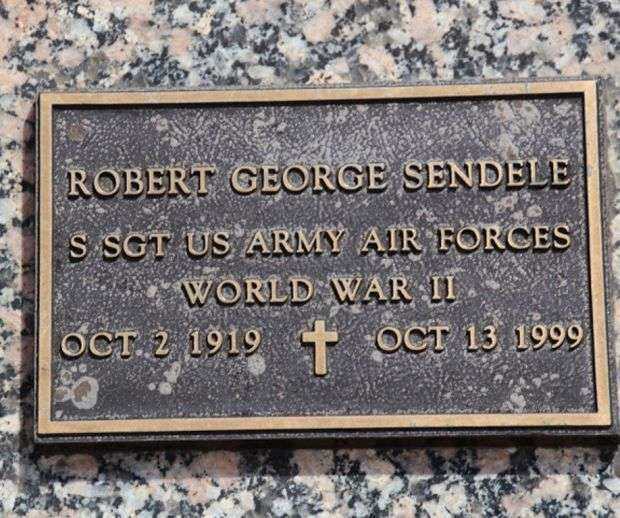 ROBERT GEORGE SENDELE
S SGT US ARMY AIR FORCES
WORLD WAR II
OCT 2 1919 OCT 13 1999